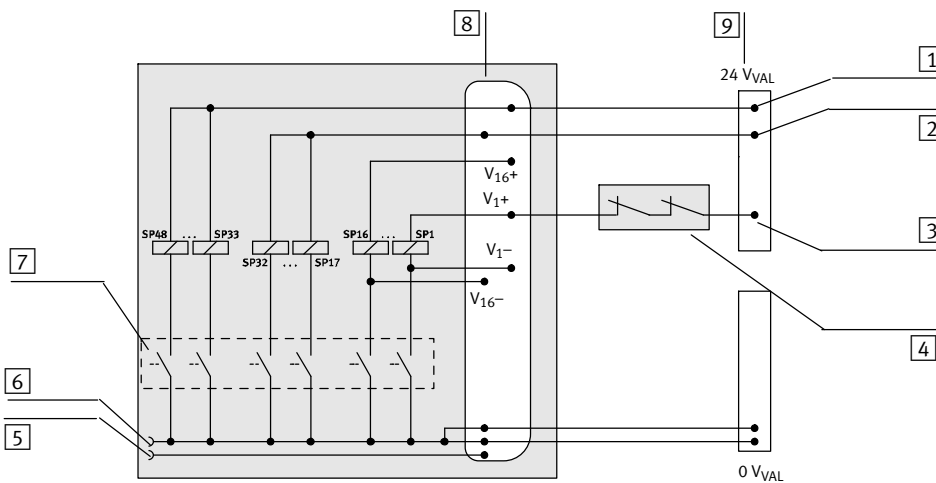 8
9
1
24 VVAL
2
V16+
V1+
SP48 ... SP33
SP16 ... SP1
3
V1–
SP32 ... SP17
7
V16–
4
6
5
0 VVAL